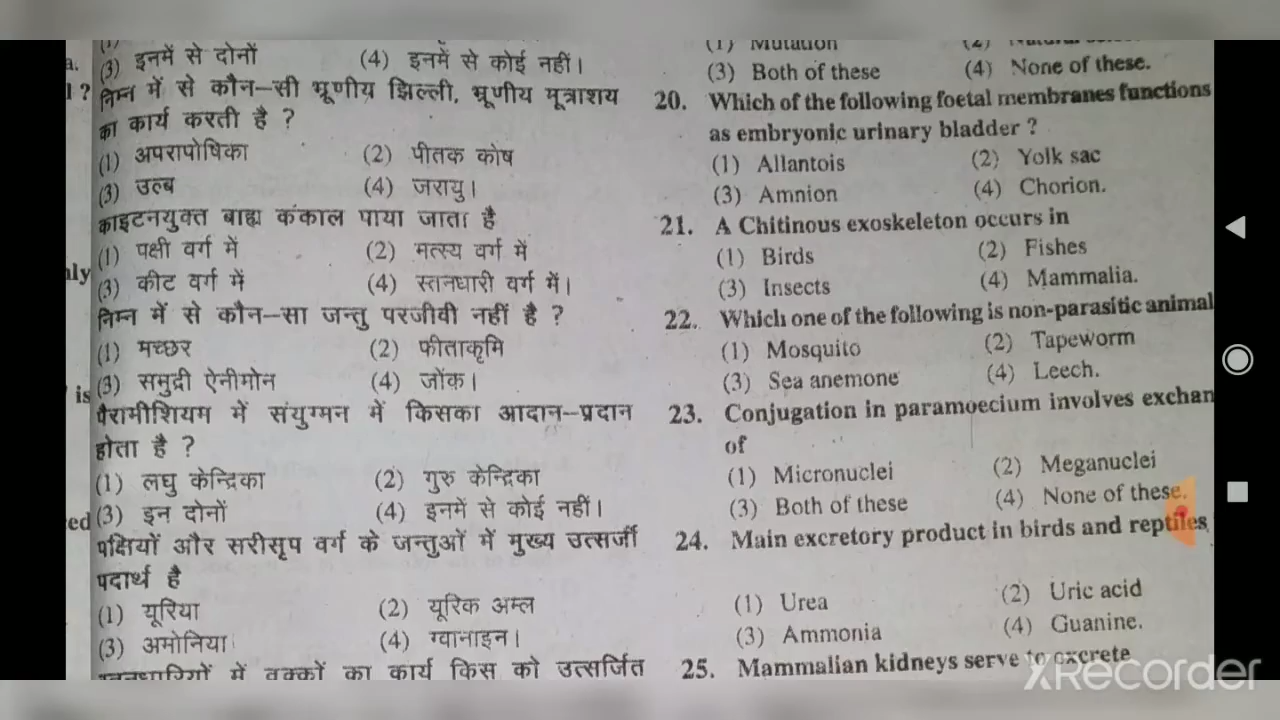 (3) इनमें से दोनों (4) इनमें से कोई नहीं।
निम्न में से कौन-सी भ्रूणीय झिल्ली, भ्रूणीय मूत्राशय
का कार्य करती है ?
(1) अपरापोषिका (2) पीतक कोष
(3) उल्ब (4) जरायु।
काइटनयुक्त बाह्य कंकाल पाया जाता है
(1) पक्षी वर्ग में (2) मत्स्य वर्ग में
(3) कीट वर्ग में (4) स्तनधारी वर्ग में।
निम्न में से कौन-सा जन्तु परजीवी नहीं है ?
(1) मच्छर (2) फीताकृमि
(3) समुद्री ऐनीमोन (4) जोंक।
पैरामीशियम में संयुग्मन में किसका आदान-प्रदान
होता है ?
(1) लघु केन्द्रिका (2) गुरु केन्द्रिका
(3) इन दोनों (4) इनमें से कोई नहीं।
पक्षियों और सरीसृप वर्ग के जन्तुओं में मुख्य उत्सर्जी
पदार्थ है
(1) यूरिया (2) यूरिक अम्ल
(3) अमोनिया (4) ग्वानाइन।
में वृक्कों का कार्य किस को उत्सर्जित
(1) Mutation (2)
(3) Both of these (4) None of these.
20. Which of the following foetal membranes functions
as embryonic urinary bladder ?
(1) Allantois (2) Yolk sac
(3) Amnion (4) Chorion.
21. A Chitinous exoskeleton occurs in
(1) Birds (2) Fishes
(3) Insects (4) Mammalia.
22. Which one of the following is non-parasitic animal
(1) Mosquito (2) Tapeworm
(3) Sea anemone (4) Leech.
23. Conjugation in paramoecium involves exchan
of
(1) Micronuclei (2) Meganuclei
(3) Both of these (4) None of these.
24. Main excretory product in birds and reptiles
(1) Urea (2) Uric acid
(3) Ammonia (4) Guanine.
25. Mammalian kidneys serve to excrete
XRecorder